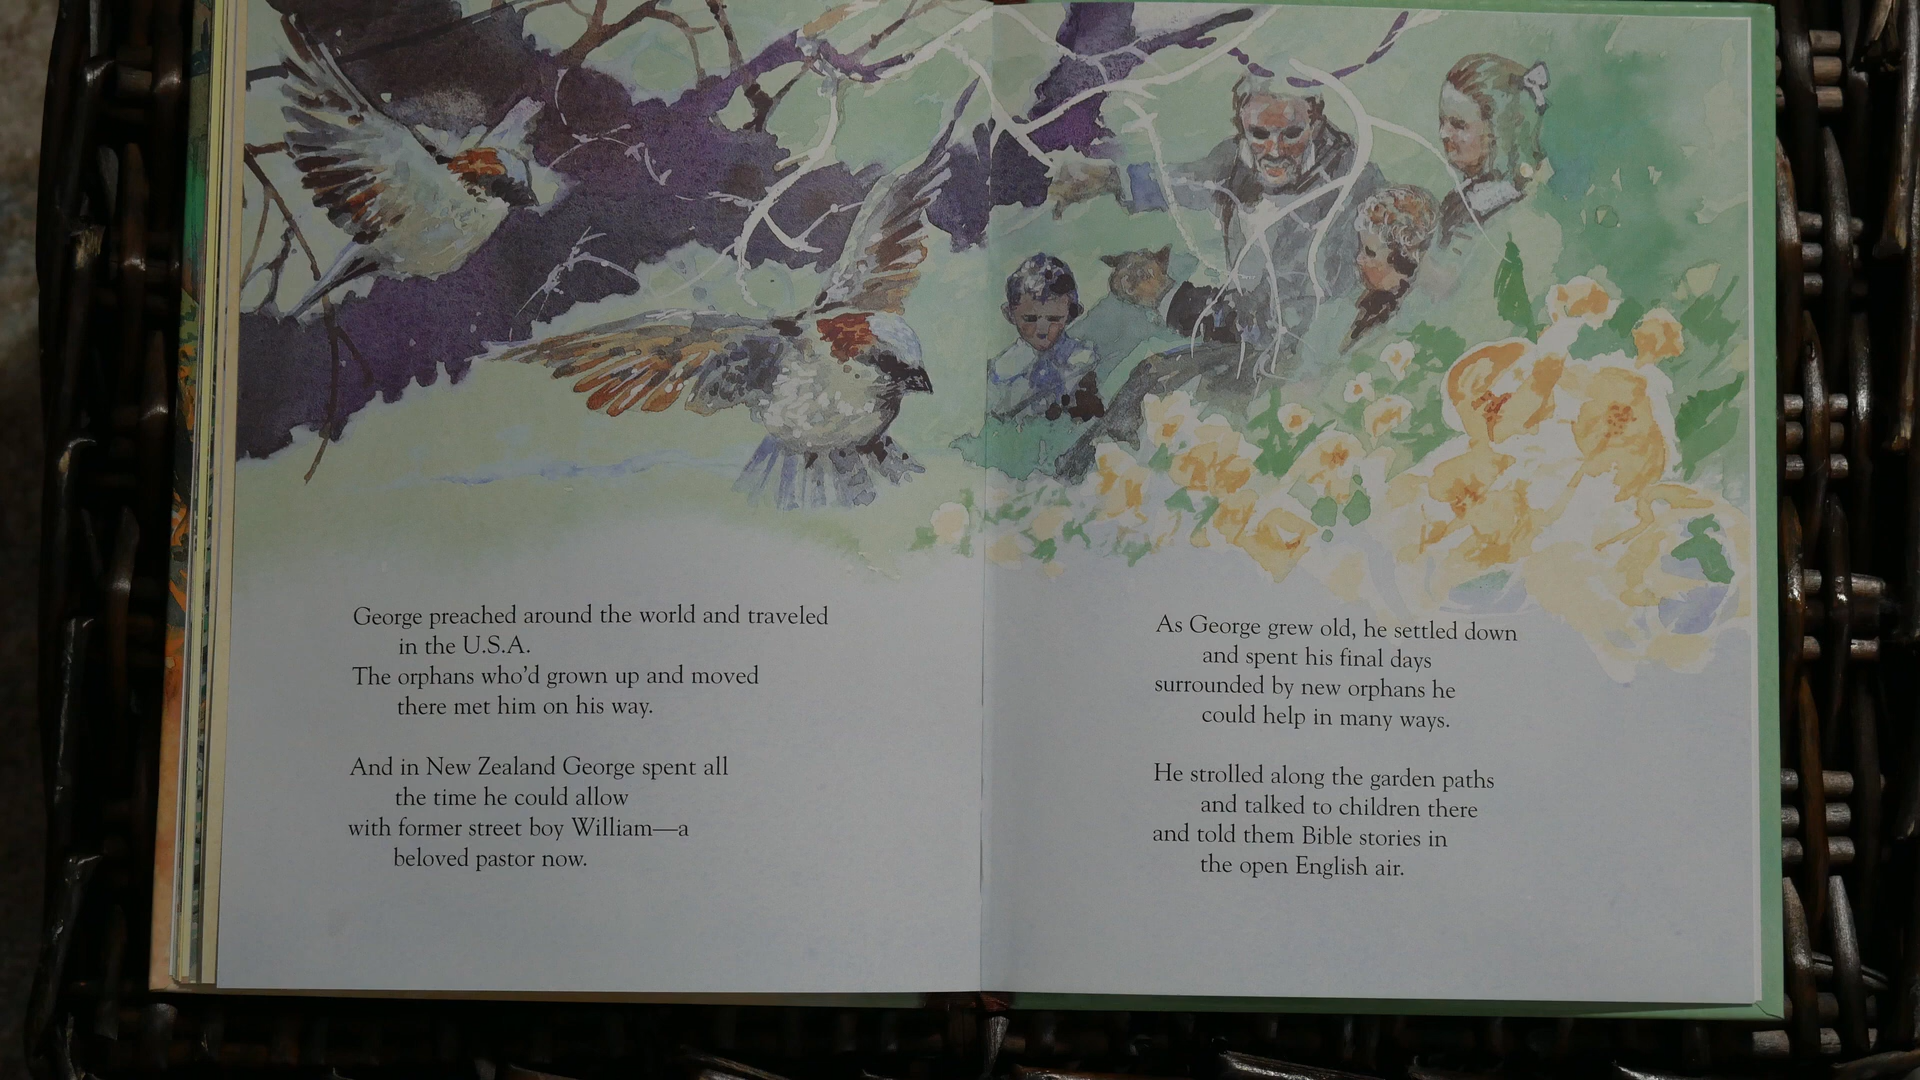 George preached around the world and traveled
in the U.S.A.
The orphans who'd grown up and moved
there met him on his way.
And in New Zealand George spent all
the time he could allow
with former street boy William—a
beloved pastor now.
As George grew old, he settled down
and spent his final days
surrounded by new orphans he
could help in many ways.
He strolled along the garden paths
and talked to children there
and told them Bible stories in
the open English air.